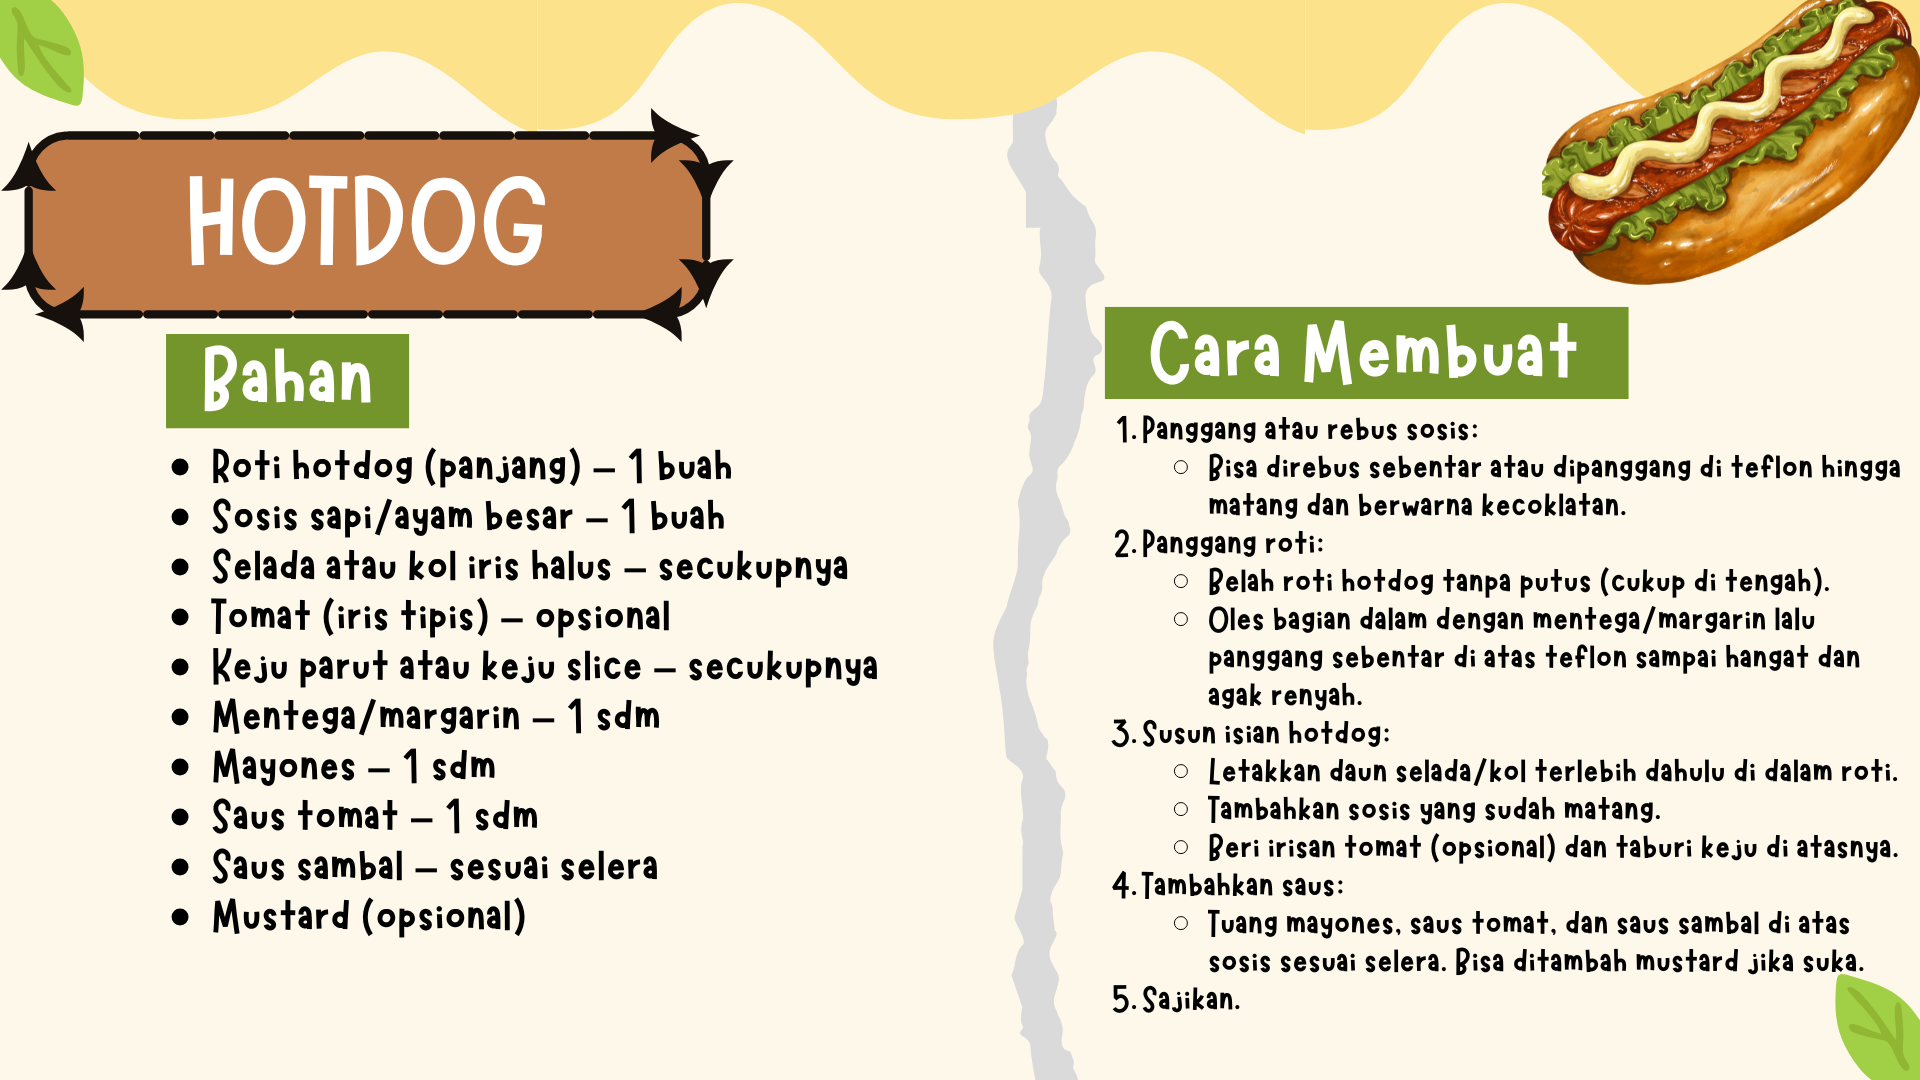 HOTDOG
Bahan
• Roti hotdog (panjang) – 1 buah
• Sosis sapi/ayam besar – 1 buah
• Selada atau kol iris halus – secukupnya
• Tomat (iris tipis) – opsional
• Keju parut atau keju slice – secukupnya
• Mentega/margarin – 1 sdm
• Mayones – 1 sdm
• Saus tomat – 1 sdm
• Saus sambal – sesuai selera
• Mustard (opsional)
Cara Membuat
1. Panggang atau rebus sosis:
○ Bisa direbus sebentar atau dipanggang di teflon hingga
matang dan berwarna kecoklatan.
2. Panggang roti:
○ Belah roti hotdog tanpa putus (cukup di tengah).
○ Oles bagian dalam dengan mentega/margarin lalu
panggang sebentar di atas teflon sampai hangat dan
agak renyah.
3. Susun isian hotdog:
○ Letakkan daun selada/kol terlebih dahulu di dalam roti.
○ Tambahkan sosis yang sudah matang.
○ Beri irisan tomat (opsional) dan taburi keju di atasnya.
4. Tambahkan saus:
○ Tuang mayones, saus tomat, dan saus sambal di atas
sosis sesuai selera. Bisa ditambah mustard jika suka.
5. Sajikan.